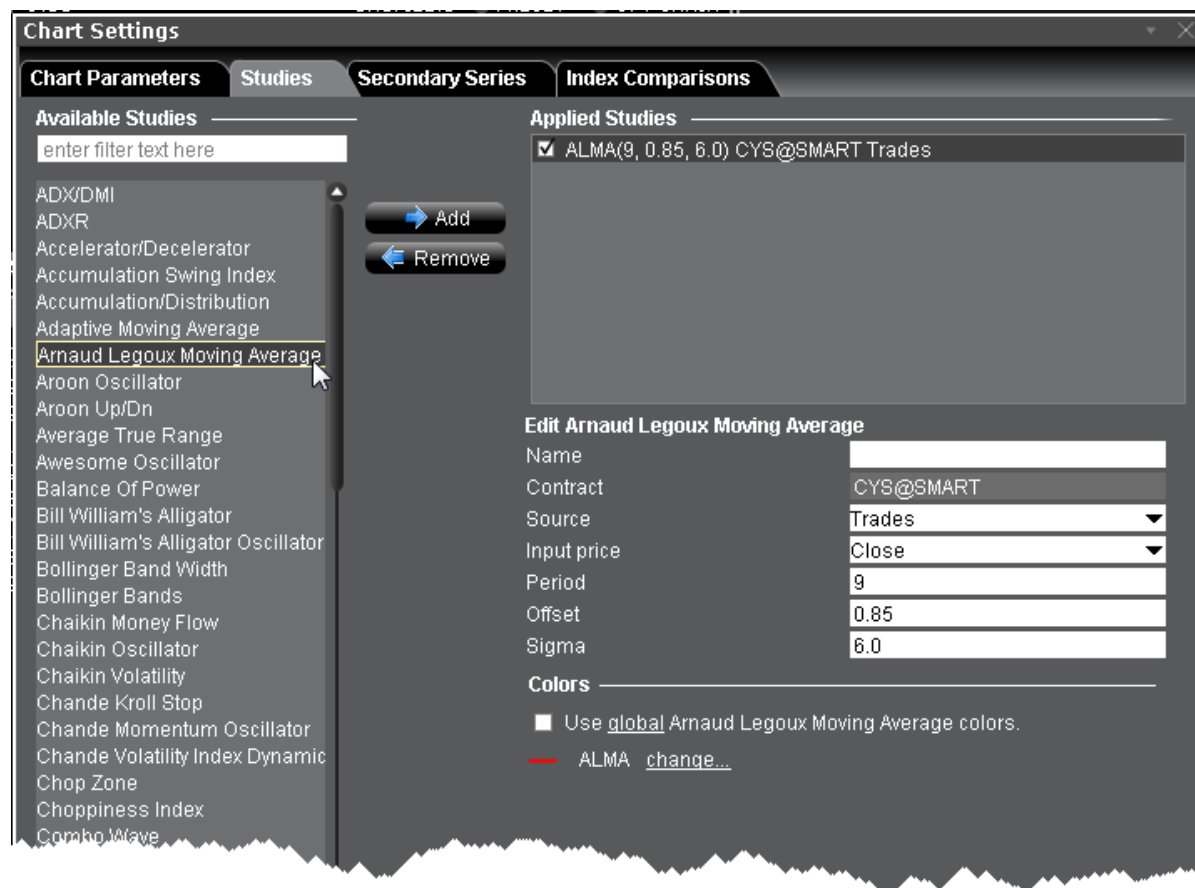 Chart Settings
Chart Parameters
Studies
Secondary Series
Index Comparisons
Available Studies
enter filter text here
ADX/DMI
ADXR
Accelerator/Decelerator
Accumulation Swing Index
Accumulation/Distribution
Adaptive Moving Average
Arnaud Legoux Moving Average
Aroon Oscillator
Aroon Up/Dn
Average True Range
Awesome Oscillator
Balance Of Power
Bill William's Alligator
Bill William's Alligator Oscillator
Bollinger Band Width
Bollinger Bands
Chaikin Money Flow
Chaikin Oscillator
Chaikin Volatility
Chande Kroll Stop
Chande Momentum Oscillator
Chande Volatility Index Dynamic
Chop Zone
Choppiness Index
Combo Wave
Add
Remove
Applied Studies
ALMA(9, 0.85, 6.0) CYS@SMART Trades
Edit Arnaud Legoux Moving Average
Name
Contract CYS@SMART
Source Trades
Input price Close
Period 9
Offset 0.85
Sigma 6.0
Colors
Use global Arnaud Legoux Moving Average colors.
ALMA change...